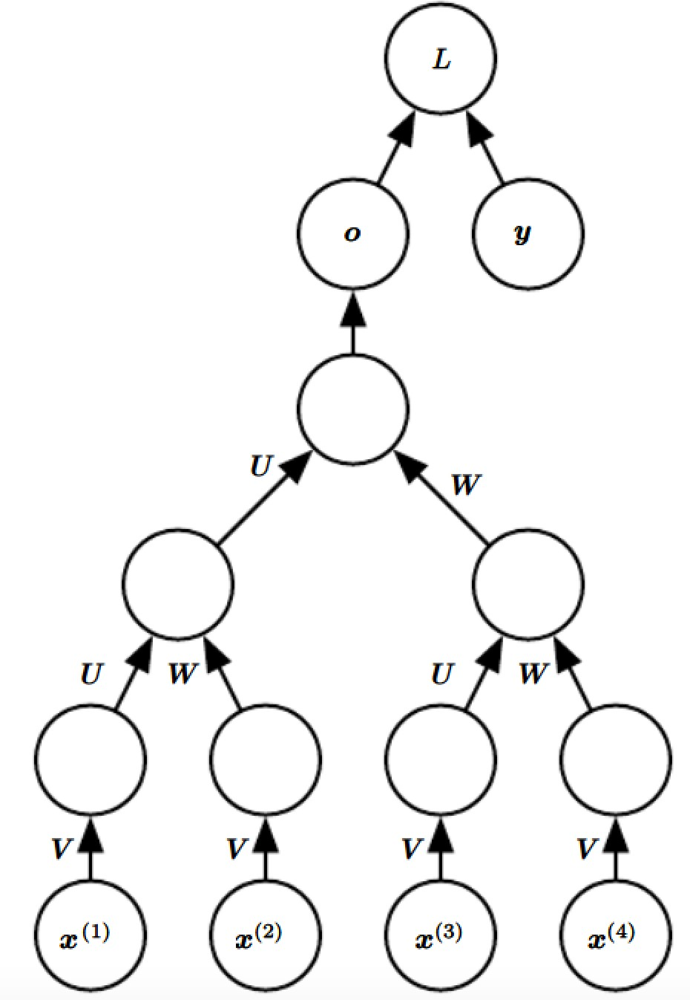 L
o y
U W
U W U W
V V V V
x^{(1)} x^{(2)} x^{(3)} x^{(4)}